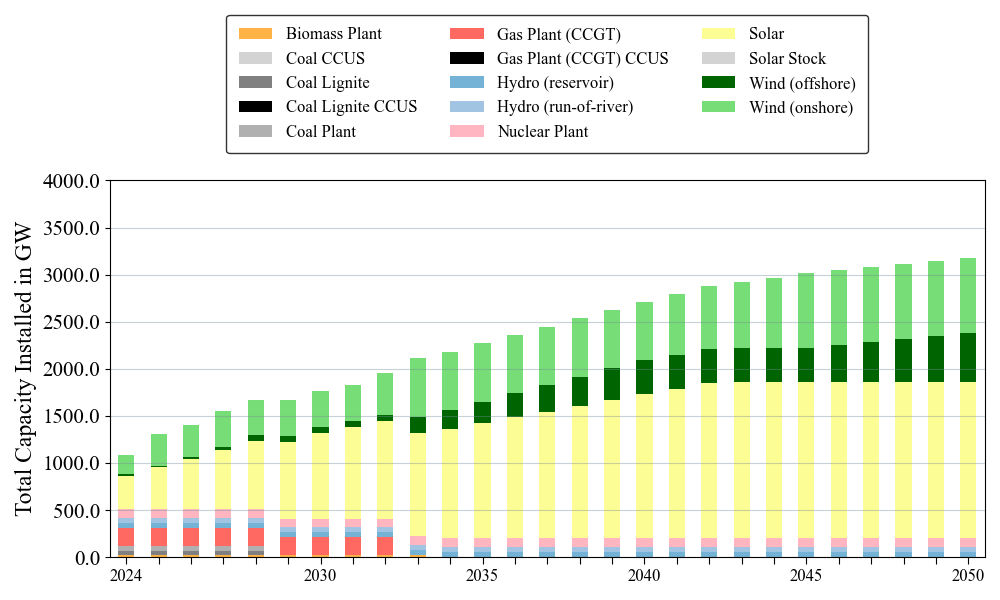 Biomass Plant
Coal CCUS
Coal Lignite
Coal Lignite CCUS
Coal Plant
Gas Plant (CCGT)
Gas Plant (CCGT) CCUS
Hydro (reservoir)
Hydro (run-of-river)
Nuclear Plant
Solar
Solar Stock
Wind (offshore)
Wind (onshore)
Total Capacity Installed in GW
4000.0
3500.0
3000.0
2500.0
2000.0
1500.0
1000.0
500.0
0.0
2024 2030 2035 2040 2045 2050